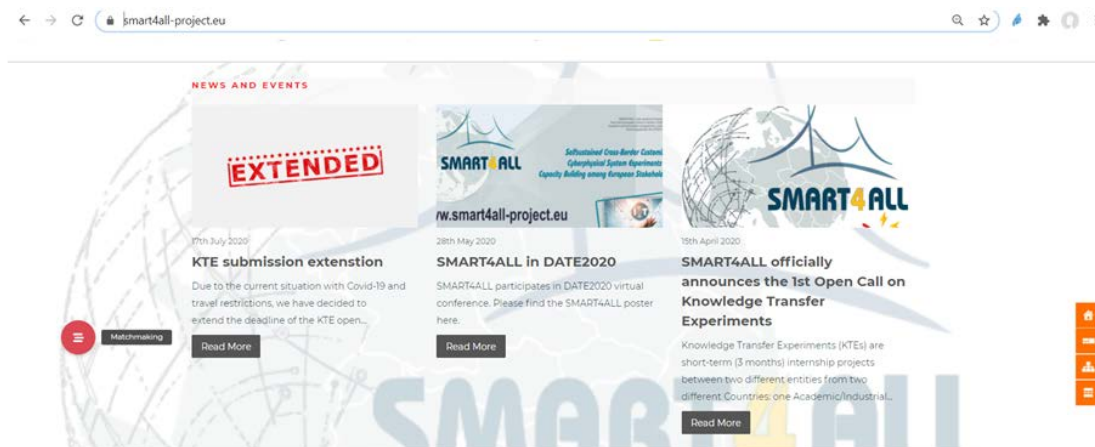 smart4all-project.eu
NEWS AND EVENTS
EXTENDED
SMART4ALL
Selfsustained Cross-Border Customi
Cyberphysical System Experiments
Capacity Building among European Stakehole
w.smart4all-project.eu
SMART4ALL
17th July 2020
KTE submission extenstion
Due to the current situation with Covid-19 and
travel restrictions, we have decided to
extend the deadline of the KTE open...
Read More
28th May 2020
SMART4ALL in DATE2020
SMART4ALL participates in DATE2020 virtual
conference. Please find the SMART4ALL poster
here.
Read More
15th April 2020
SMART4ALL officially
announces the 1st Open Call on
Knowledge Transfer
Experiments
Knowledge Transfer Experiments (KTEs) are
short-term (3 months) internship projects
between two different entities from two
different Countries: one Academic/Industrial...
Read More
Matchmaking
SMART4ALL